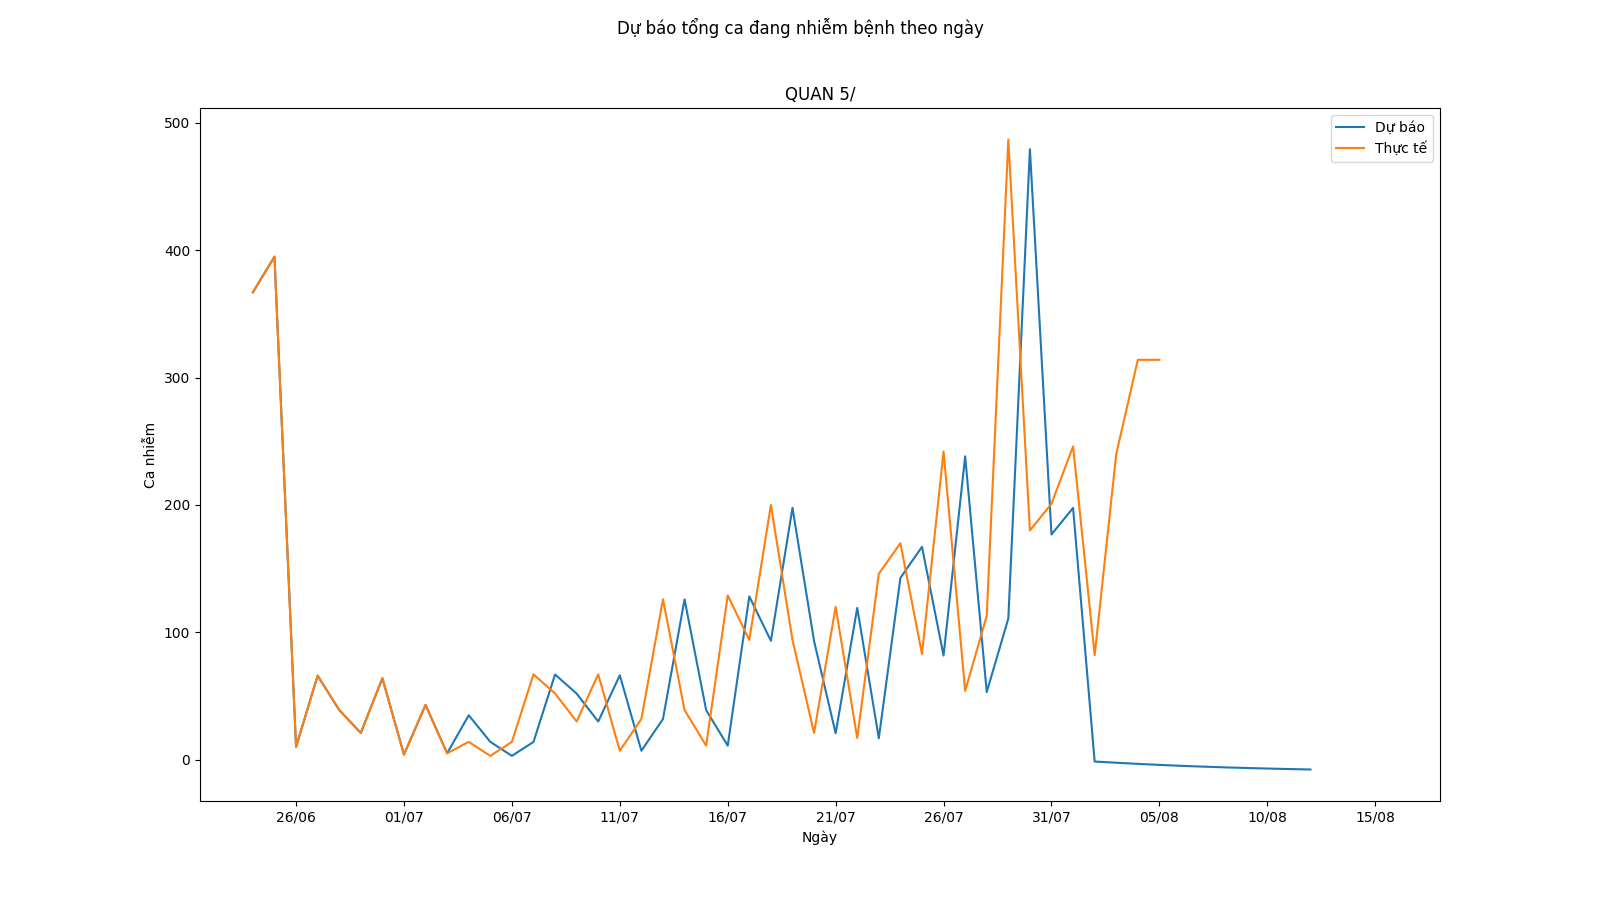 Dự báo tổng ca đang nhiễm bệnh theo ngày
QUAN 5/
Dự báo
Thực tế
Ca nhiễm
500
400
300
200
100
0
26/06 01/07 06/07 11/07 16/07 21/07 26/07 31/07 05/08 10/08 15/08
Ngày